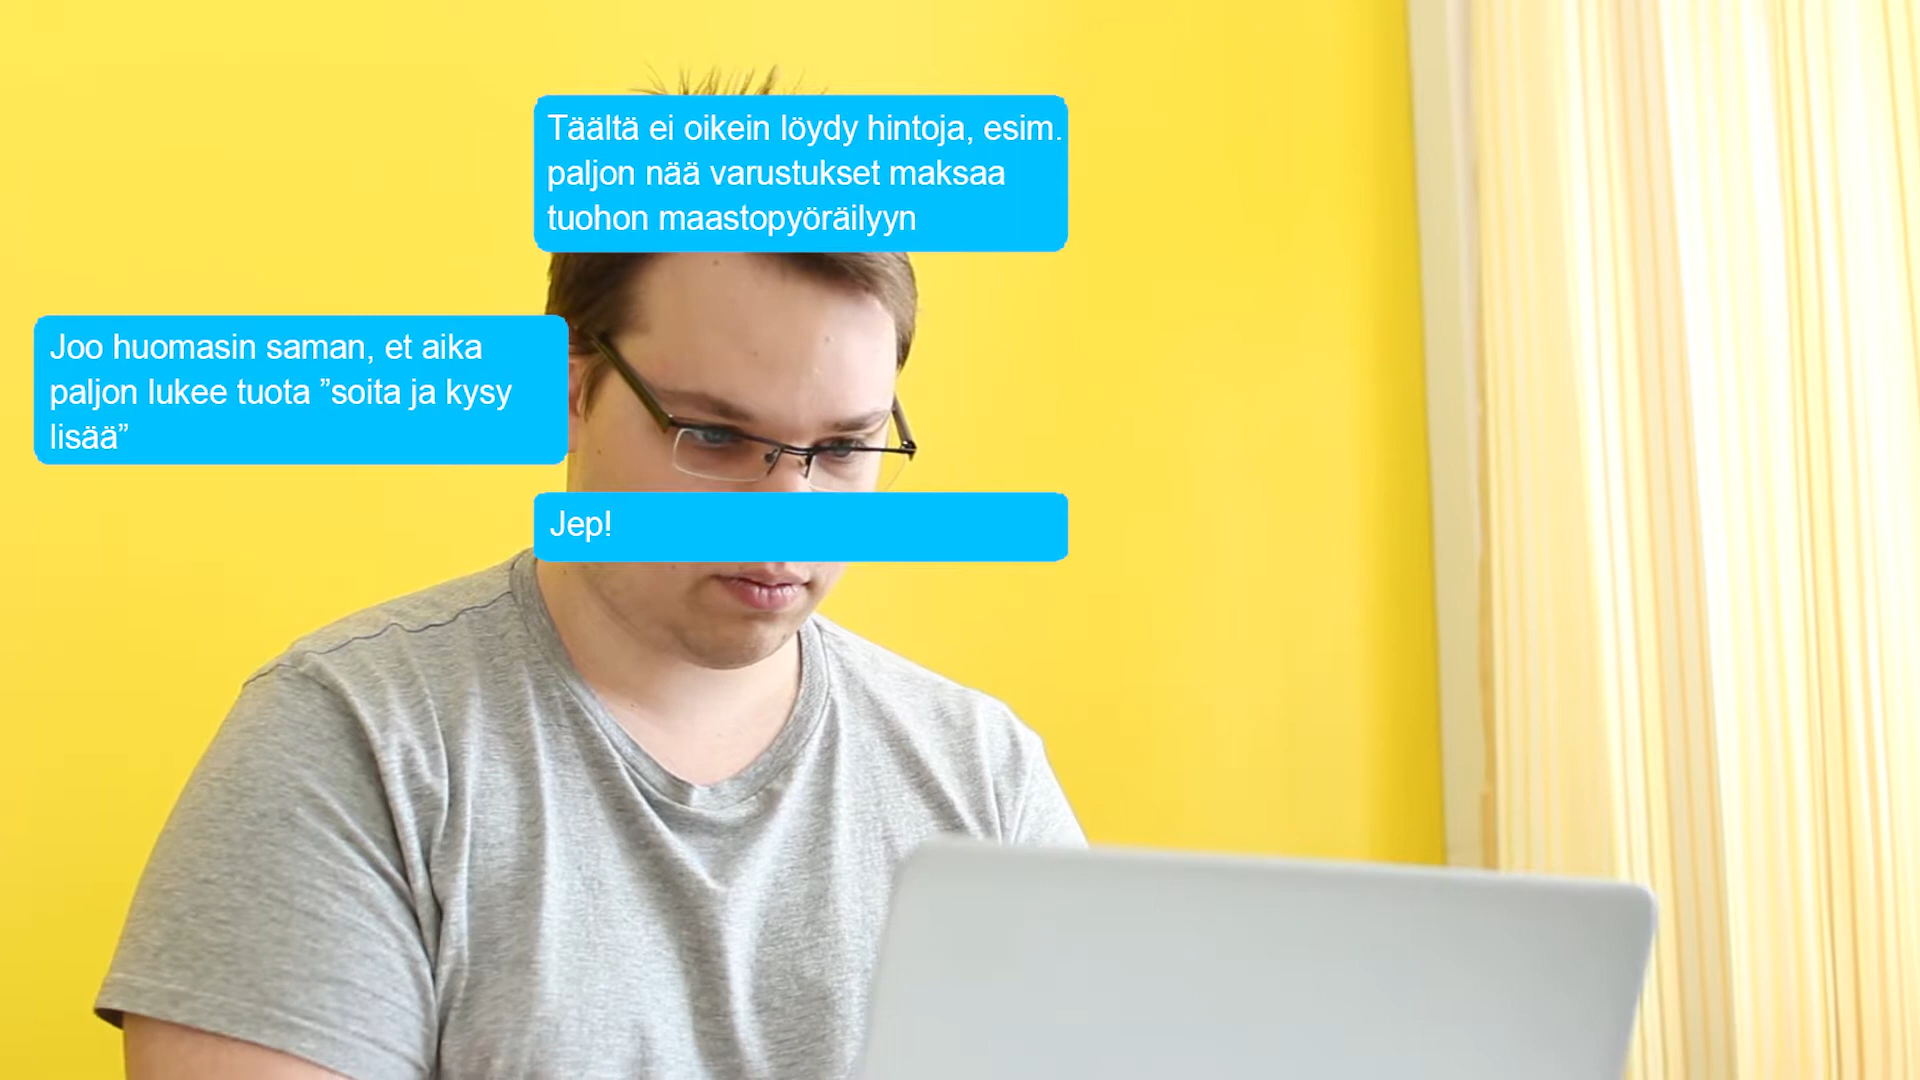 Täältä ei oikein löydy hintoja, esim.
paljon nää varustukset maksaa
tuohon maastopyöräilyyn
Joo huomasin saman, et aika
paljon lukee tuota ”soita ja kysy
lisää”
Jep!